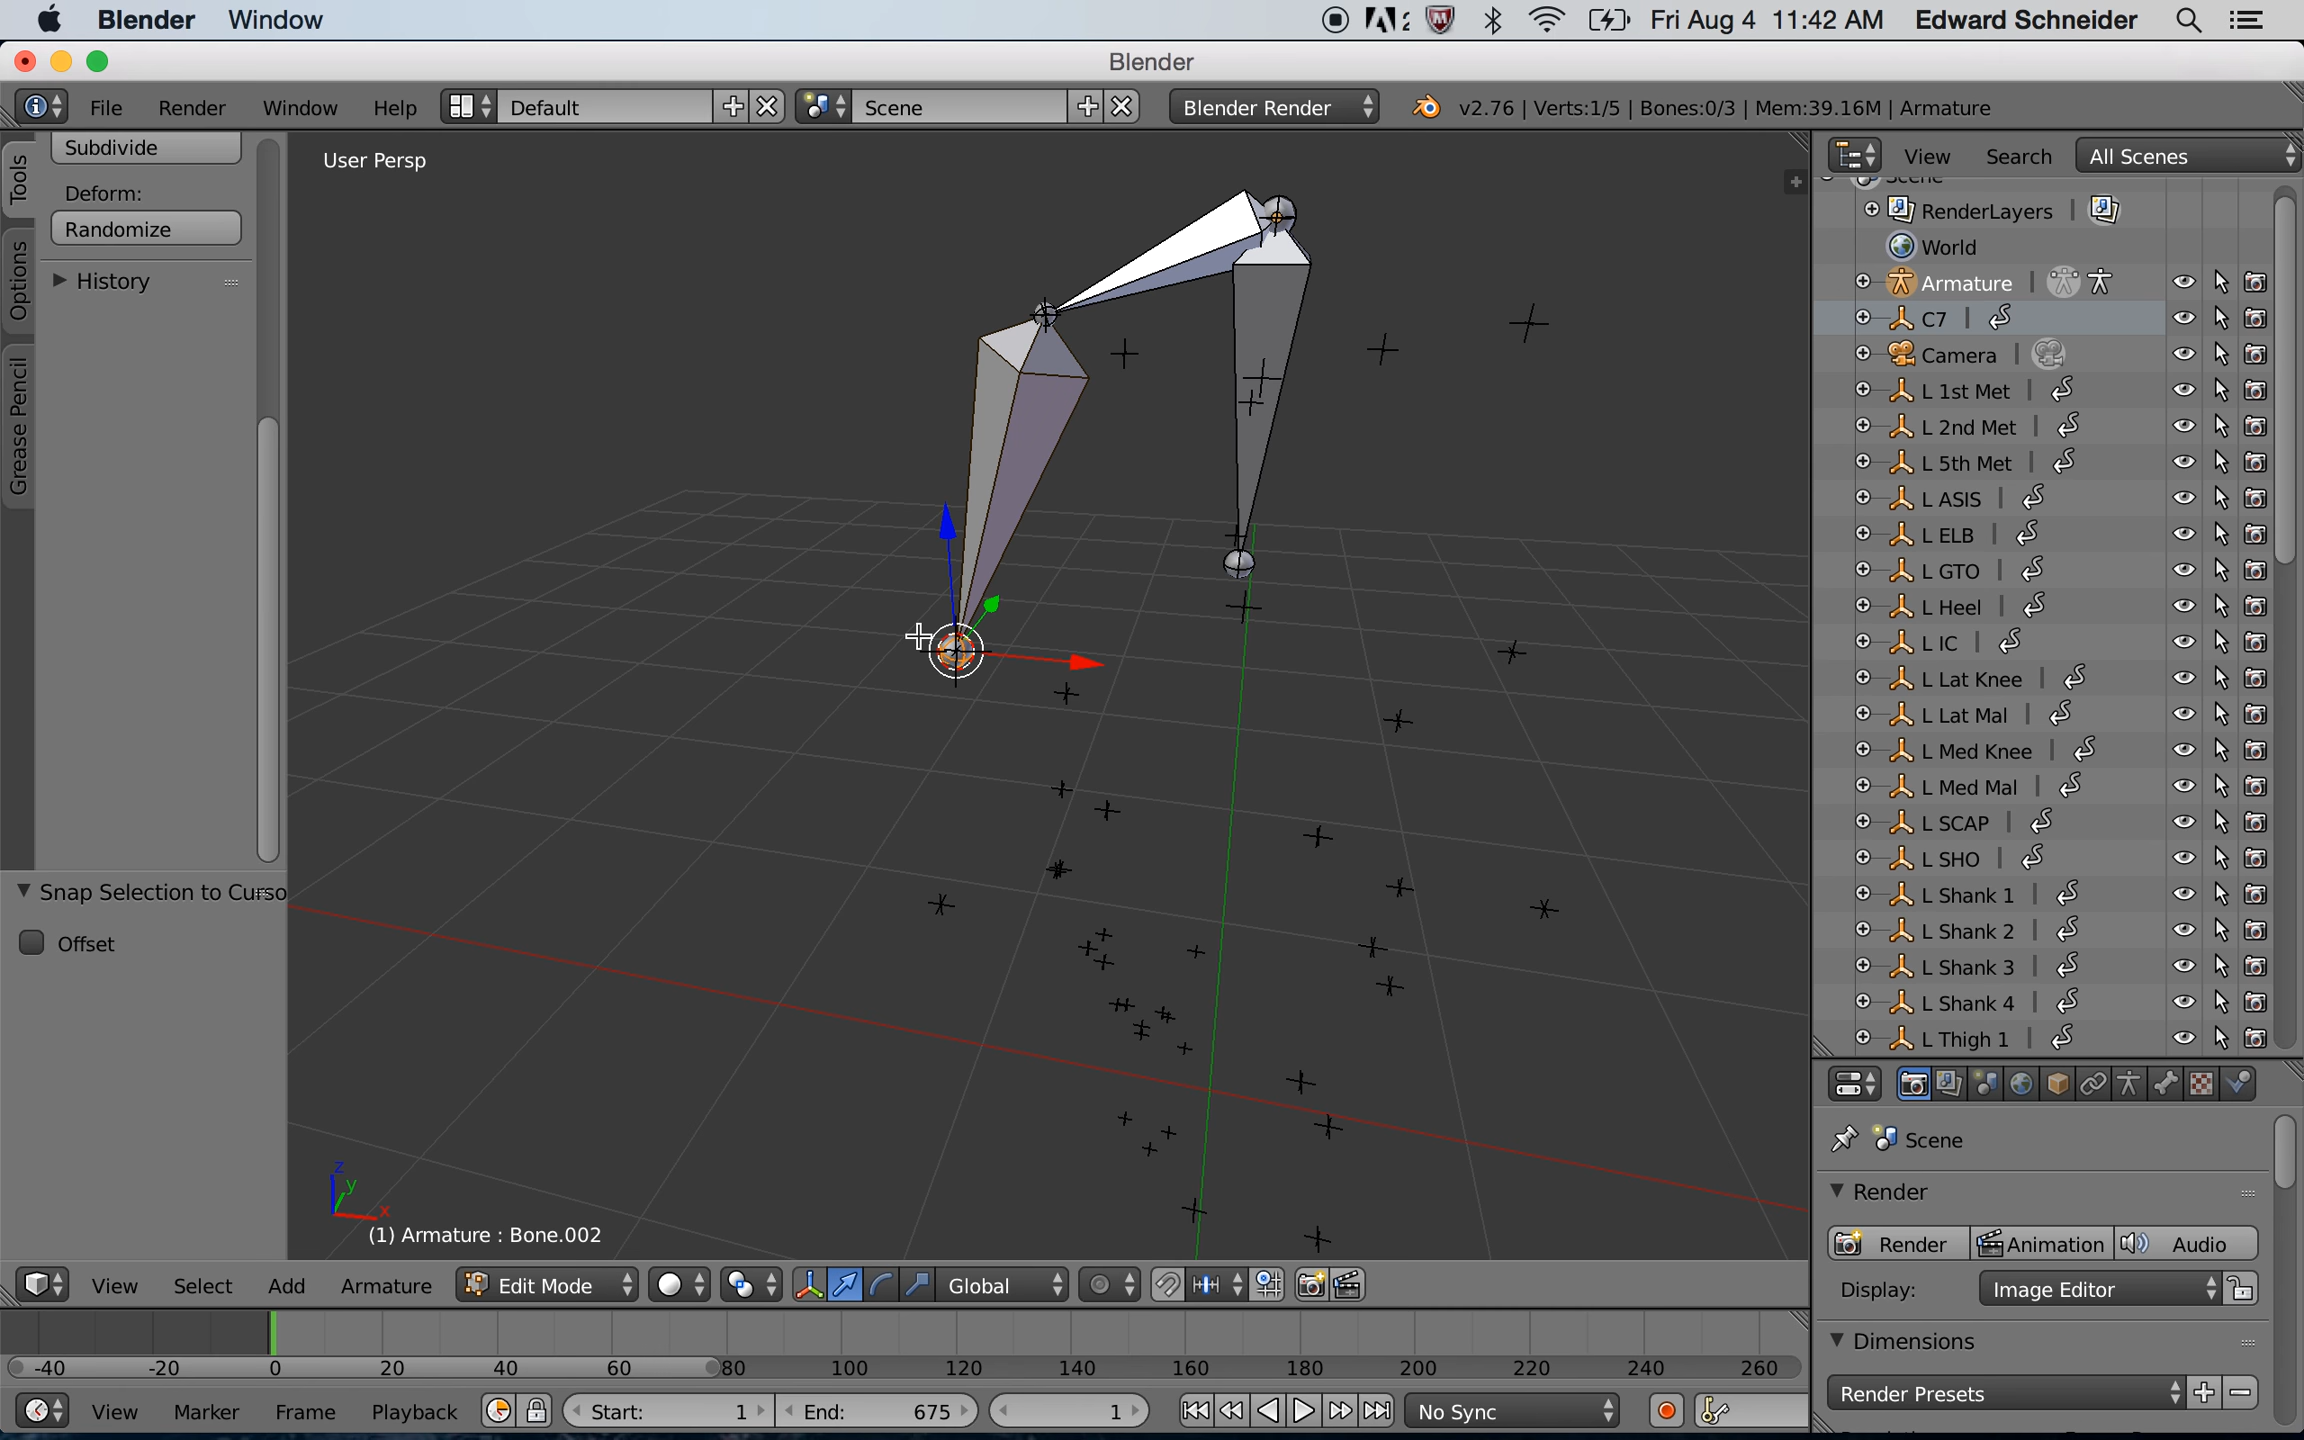 Blender Window Fri Aug 4 11:42 AM Edward Schneider
Blender
File Render Window Help Default Scene Blender Render v2.76 | Verts:1/5 | Bones:0/3 | Mem:39.16M | Armature
Tools
Options
Grease Pencil
Subdivide
Deform:
Randomize
History
Snap Selection to Curso
Offset
User Persp
z
y
x
(1) Armature : Bone.002
View Select Add Armature Edit Mode Global
-40 -20 0 20 40 60 80 100 120 140 160 180 200 220 240 260
View Marker Frame Playback Start: 1 End: 675 1 No Sync
View Search All Scenes
Scene
RenderLayers
World
Armature
C7
Camera
L 1st Met
L 2nd Met
L 5th Met
L ASIS
L ELB
L GTO
L Heel
L IC
L Lat Knee
L Lat Mal
L Med Knee
L Med Mal
L SCAP
L SHO
L Shank 1
L Shank 2
L Shank 3
L Shank 4
L Thigh 1
Scene
Render
Render Animation Audio
Display: Image Editor
Dimensions
Render Presets